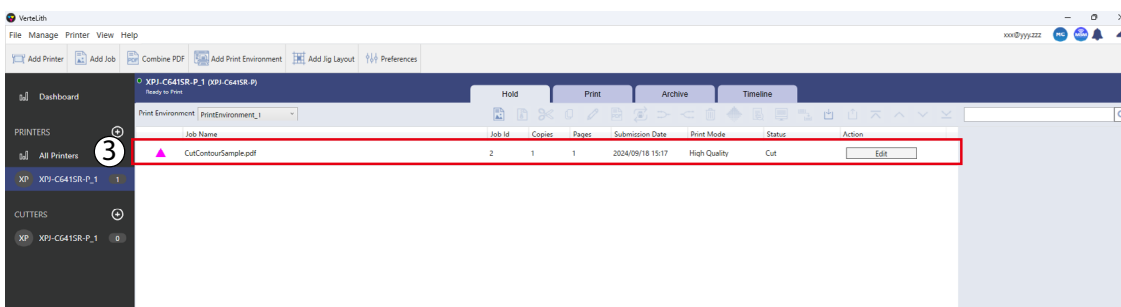 VerteLith
File Manage Printer View Help
xxx@yyy.zzz MC MSM
Add Printer Add Job Combine PDF Add Print Environment Add Jig Layout Preferences
Dashboard
XPJ-C641SR-P_1 (XPJ-C641SR-P)
Ready to Print
Hold Print Archive Timeline
Print Environment PrintEnvironment_1
PRINTERS
Job Name Job Id Copies Pages Submission Date Print Mode Status Action
All Printers
3 CutContourSample.pdf 2 1 1 2024/09/18 15:17 High Quality Cut Edit
XP XPJ-C641SR-P_1 1
CUTTERS
XP XPJ-C641SR-P_1 0